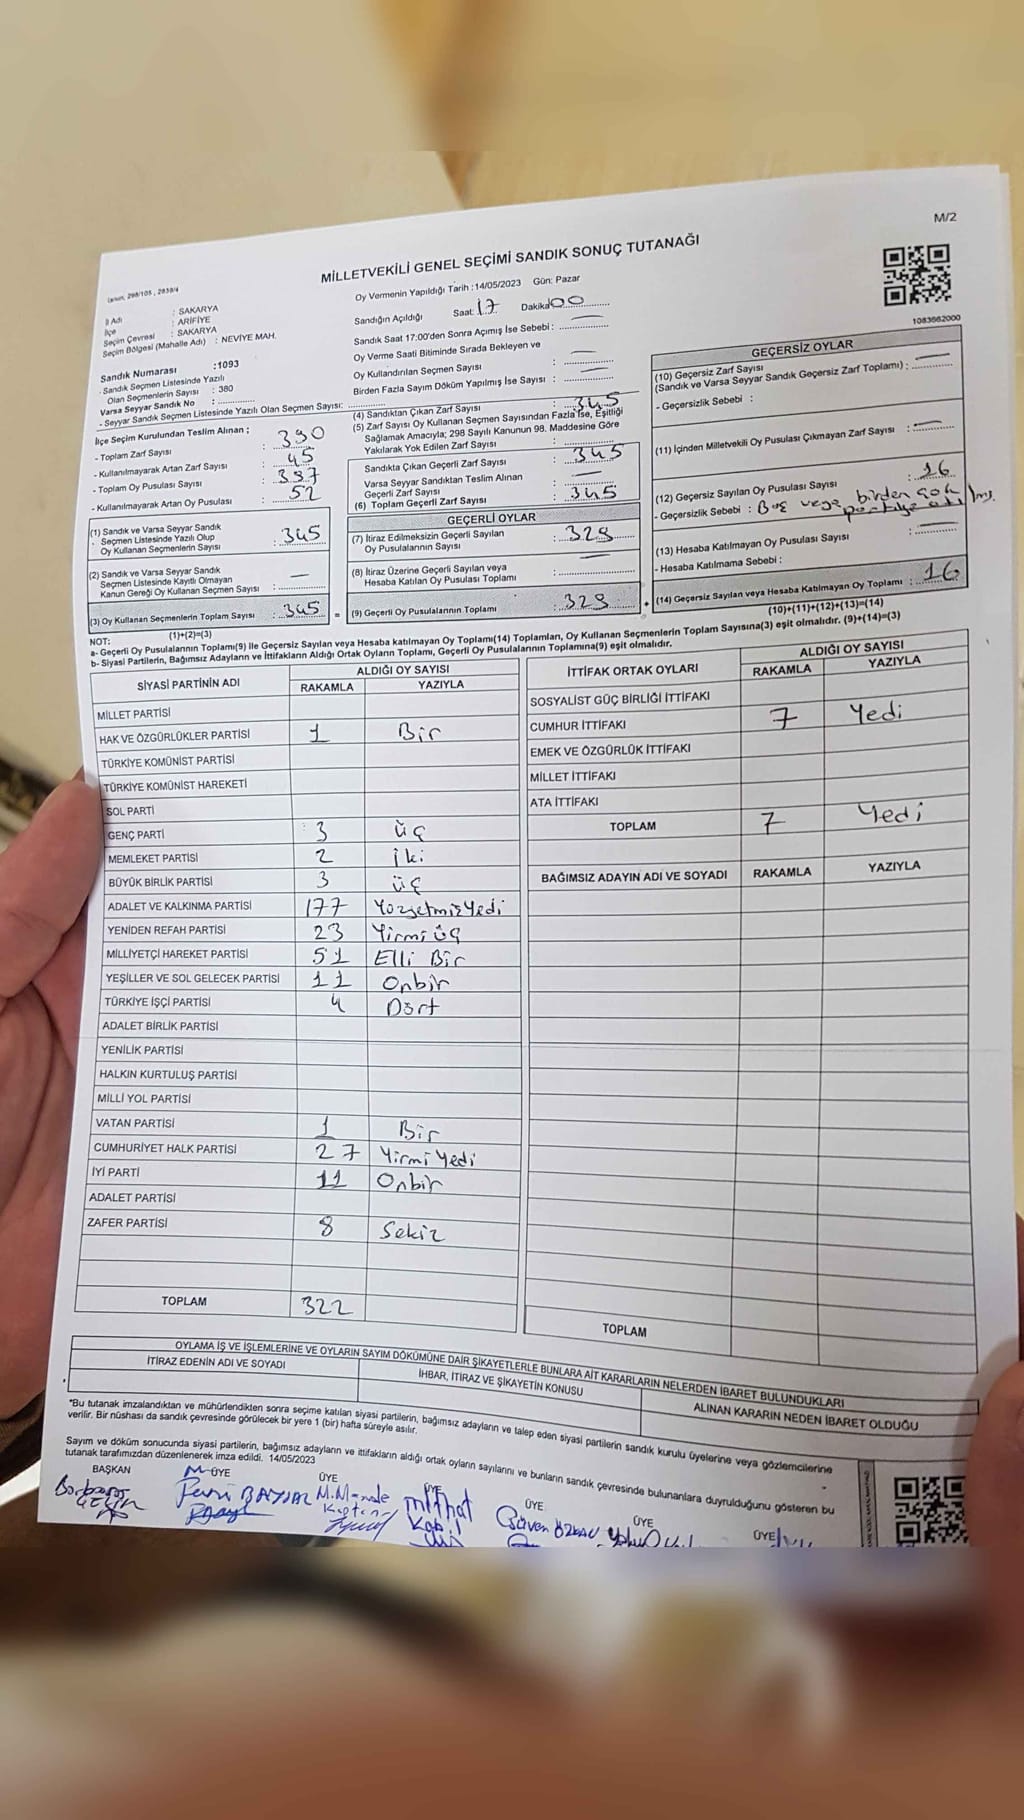 M/2
MİLLETVEKİLİ GENEL SEÇİMİ SANDIK SONUÇ TUTANAĞI
Oy Vermenin Yapıldığı Tarih :14/05/2023 Gün: Pazar
1083662000
İl Adı : SAKARYA
İlçe : ARİFİYE
Seçim Çevresi : SAKARYA
Seçim Bölgesi (Mahalle Adı) : NEVİYE MAH.
Sandık Numarası :1093
- Sandık Seçmen Listesinde Yazılı
Olan Seçmenlerin Sayısı : 380
Varsa Seyyar Sandık No :
- Seyyar Sandık Seçmen Listesinde Yazılı Olan Seçmen Sayısı:
Sandığın Açıldığı Saat: 17 Dakika 00
Sandık Saat 17:00'den Sonra Açımış İse Sebebi :
Oy Verme Saati Bitiminde Sırada Bekleyen ve
Oy Kullandırılan Seçmen Sayısı :
Birden Fazla Sayım Döküm Yapılmış İse Sayısı :
İlçe Seçim Kurulundan Teslim Alınan ;
- Toplam Zarf Sayısı : 390
- Kullanılmayarak Artan Zarf Sayısı : 45
- Toplam Oy Pusulası Sayısı : 397
- Kullanılmayarak Artan Oy Pusulası : 52
(1) Sandık ve Varsa Seyyar Sandık
Seçmen Listesinde Yazılı Olup
Oy Kullanan Seçmenlerin Sayısı : 345
(2) Sandık ve Varsa Seyyar Sandık
Seçmen Listesinde Kayıtlı Olmayan
Kanun Gereği Oy Kullanan Seçmen Sayısı : —
(3) Oy Kullanan Seçmenlerin Toplam Sayısı : 345 =
(1)+(2)=(3)
(4) Sandıktan Çıkan Zarf Sayısı : 345
(5) Zarf Sayısı Oy Kullanan Seçmen Sayısından Fazla İse, Eşitliği
Sağlamak Amacıyla; 298 Sayılı Kanunun 98. Maddesine Göre
Yakılarak Yok Edilen Zarf Sayısı :
Sandıkta Çıkan Geçerli Zarf Sayısı : 345
Varsa Seyyar Sandıktan Teslim Alınan
Geçerli Zarf Sayısı : —
(6) Toplam Geçerli Zarf Sayısı : 345
GEÇERLİ OYLAR
(7) İtiraz Edilmeksizin Geçerli Sayılan
Oy Pusulalarının Sayısı : 329
(8) İtiraz Üzerine Geçerli Sayılan veya
Hesaba Katılan Oy Pusulası Toplamı : —
(9) Geçerli Oy Pusulalarının Toplamı : 329 +
GEÇERSİZ OYLAR
(10) Geçersiz Zarf Sayısı
(Sandık ve Varsa Seyyar Sandık Geçersiz Zarf Toplamı) : —
- Geçersizlik Sebebi :
(11) İçinden Milletvekili Oy Pusulası Çıkmayan Zarf Sayısı : —
(12) Geçersiz Sayılan Oy Pusulası Sayısı : 16
- Geçersizlik Sebebi : Boş veya birden çok
partiye atılmış
(13) Hesaba Katılmayan Oy Pusulası Sayısı : —
- Hesaba Katılmama Sebebi :
(14) Geçersiz Sayılan veya Hesaba Katılmayan Oy Toplamı : 16
(10)+(11)+(12)+(13)=(14)
NOT:
a- Geçerli Oy Pusulalarının Toplamı(9) ile Geçersiz Sayılan veya Hesaba katılmayan Oy Toplamı(14) Toplamları, Oy Kullanan Seçmenlerin Toplam Sayısına(3) eşit olmalıdır. (9)+(14)=(3)
b- Siyasi Partilerin, Bağımsız Adayların ve İttifakların Aldığı Ortak Oyların Toplamı, Geçerli Oy Pusulalarının Toplamına(9) eşit olmalıdır.
SİYASİ PARTİNİN ADI ALDIĞI OY SAYISI
RAKAMLA YAZIYLA
MİLLET PARTİSİ
HAK VE ÖZGÜRLÜKLER PARTİSİ 1 Bir
TÜRKİYE KOMÜNİST PARTİSİ
TÜRKİYE KOMÜNİST HAREKETİ
SOL PARTİ
GENÇ PARTİ 3 Üç
MEMLEKET PARTİSİ 2 İki
BÜYÜK BİRLİK PARTİSİ 3 Üç
ADALET VE KALKINMA PARTİSİ 177 Yüzyetmişyedi
YENİDEN REFAH PARTİSİ 23 Yirmi üç
MİLLİYETÇİ HAREKET PARTİSİ 51 Elli Bir
YEŞİLLER VE SOL GELECEK PARTİSİ 11 Onbir
TÜRKİYE İŞÇİ PARTİSİ 4 Dört
ADALET BİRLİK PARTİSİ
YENİLİK PARTİSİ
HALKIN KURTULUŞ PARTİSİ
MİLLİ YOL PARTİSİ
VATAN PARTİSİ 1 Bir
CUMHURİYET HALK PARTİSİ 27 Yirmi Yedi
İYİ PARTİ 11 Onbir
ADALET PARTİSİ
ZAFER PARTİSİ 8 Sekiz
TOPLAM 322
İTTİFAK ORTAK OYLARI ALDIĞI OY SAYISI
RAKAMLA YAZIYLA
SOSYALİST GÜÇ BİRLİĞİ İTTİFAKI
CUMHUR İTTİFAKI 7 Yedi
EMEK VE ÖZGÜRLÜK İTTİFAKI
MİLLET İTTİFAKI
ATA İTTİFAKI
TOPLAM 7 Yedi
BAĞIMSIZ ADAYIN ADI VE SOYADI RAKAMLA YAZIYLA
TOPLAM
OYLAMA İŞ VE İŞLEMLERİNE VE OYLARIN SAYIM DÖKÜMÜNE DAİR ŞİKAYETLERLE BUNLARA AİT KARARLARIN NELERDEN İBARET BULUNDUKLARI
İTİRAZ EDENİN ADI VE SOYADI İHBAR, İTİRAZ VE ŞİKAYETİN KONUSU ALINAN KARARIN NEDEN İBARET OLDUĞU
*Bu tutanak imzalandıktan ve mühürlendikten sonra seçime katılan siyasi partilerin, bağımsız adayların ve talep eden siyasi partilerin sandık kurulu üyelerine veya gözlemcilerine
verilir. Bir nüshası da sandık çevresinde görülecek bir yere 1 (bir) hafta süreyle asılır.
Sayım ve döküm sonucunda siyasi partilerin, bağımsız adayların ve ittifakların aldığı ortak oyların sayılarını ve bunların sandık çevresinde bulunanlara duyrulduğunu gösteren bu
tutanak tarafımızdan düzenlenerek imza edildi. 14/05/2023
BAŞKAN ÜYE ÜYE ÜYE ÜYE ÜYE ÜYE